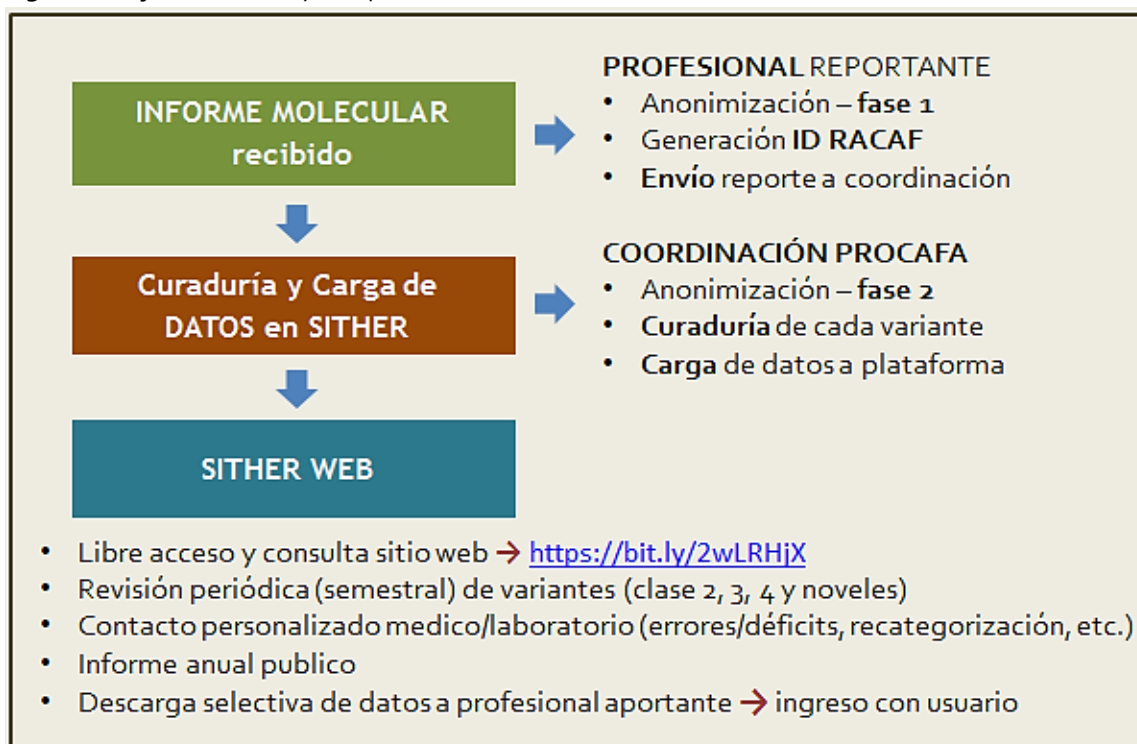 INFORME MOLECULAR
recibido
PROFESIONAL REPORTANTE
• Anonimización – fase 1
• Generación ID RACAF
• Envío reporte a coordinación
Curaduría y Carga de
DATOS en SITHER
COORDINACIÓN PROCAFA
• Anonimización – fase 2
• Curaduría de cada variante
• Carga de datos a plataforma
SITHER WEB
• Libre acceso y consulta sitio web → https://bit.ly/2wLRHjX
• Revisión periódica (semestral) de variantes (clase 2, 3, 4 y noveles)
• Contacto personalizado medico/laboratorio (errores/déficits, recategorización, etc.)
• Informe anual publico
• Descarga selectiva de datos a profesional aportante → ingreso con usuario